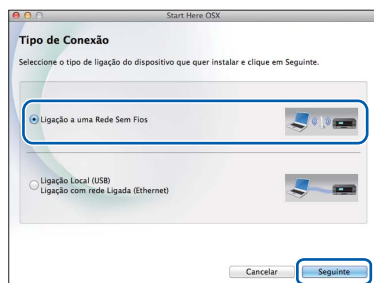 Start Here OSX
Tipo de Conexão
Seleccione o tipo de ligação do dispositivo que quer instalar e clique em Seguinte.
Ligação a uma Rede Sem Fios
Ligação Local (USB)
Ligação com rede Ligada (Ethernet)
Cancelar
Seguinte